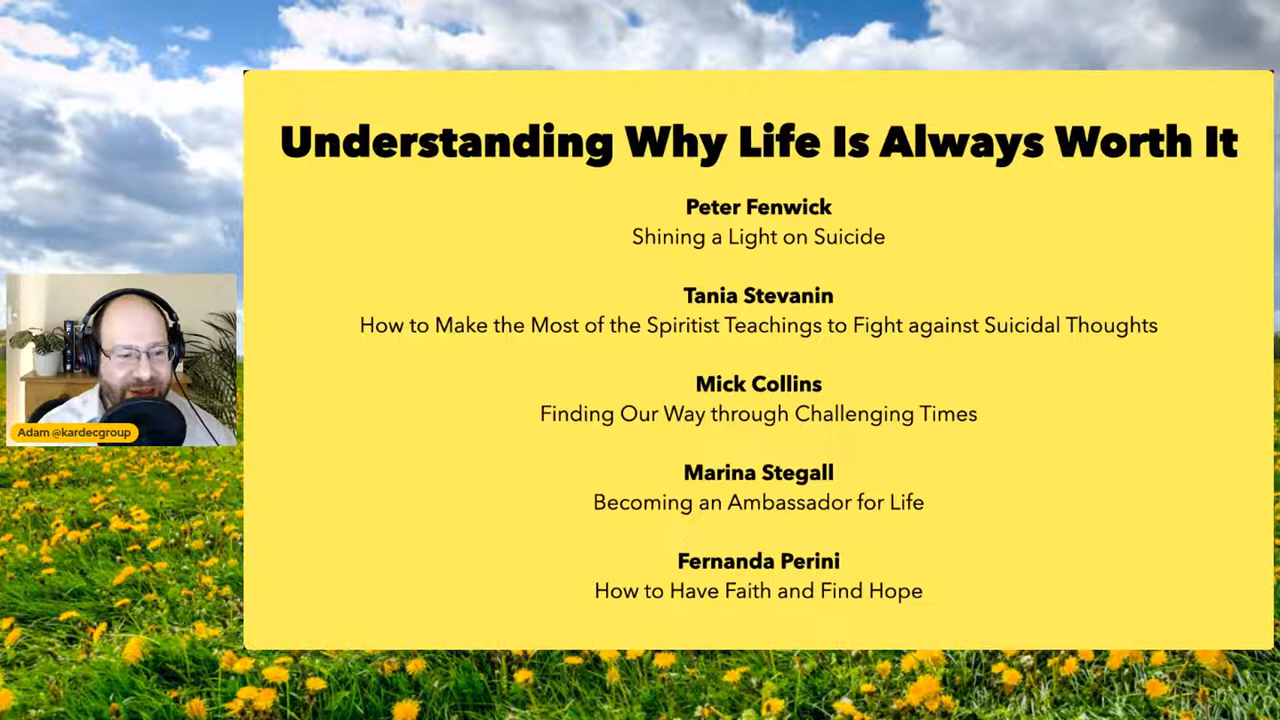 Understanding Why Life Is Always Worth It
Peter Fenwick
Shining a Light on Suicide
Tania Stevanin
How to Make the Most of the Spiritist Teachings to Fight against Suicidal Thoughts
Mick Collins
Finding Our Way through Challenging Times
Marina Stegall
Becoming an Ambassador for Life
Fernanda Perini
How to Have Faith and Find Hope
Adam @kardecgroup